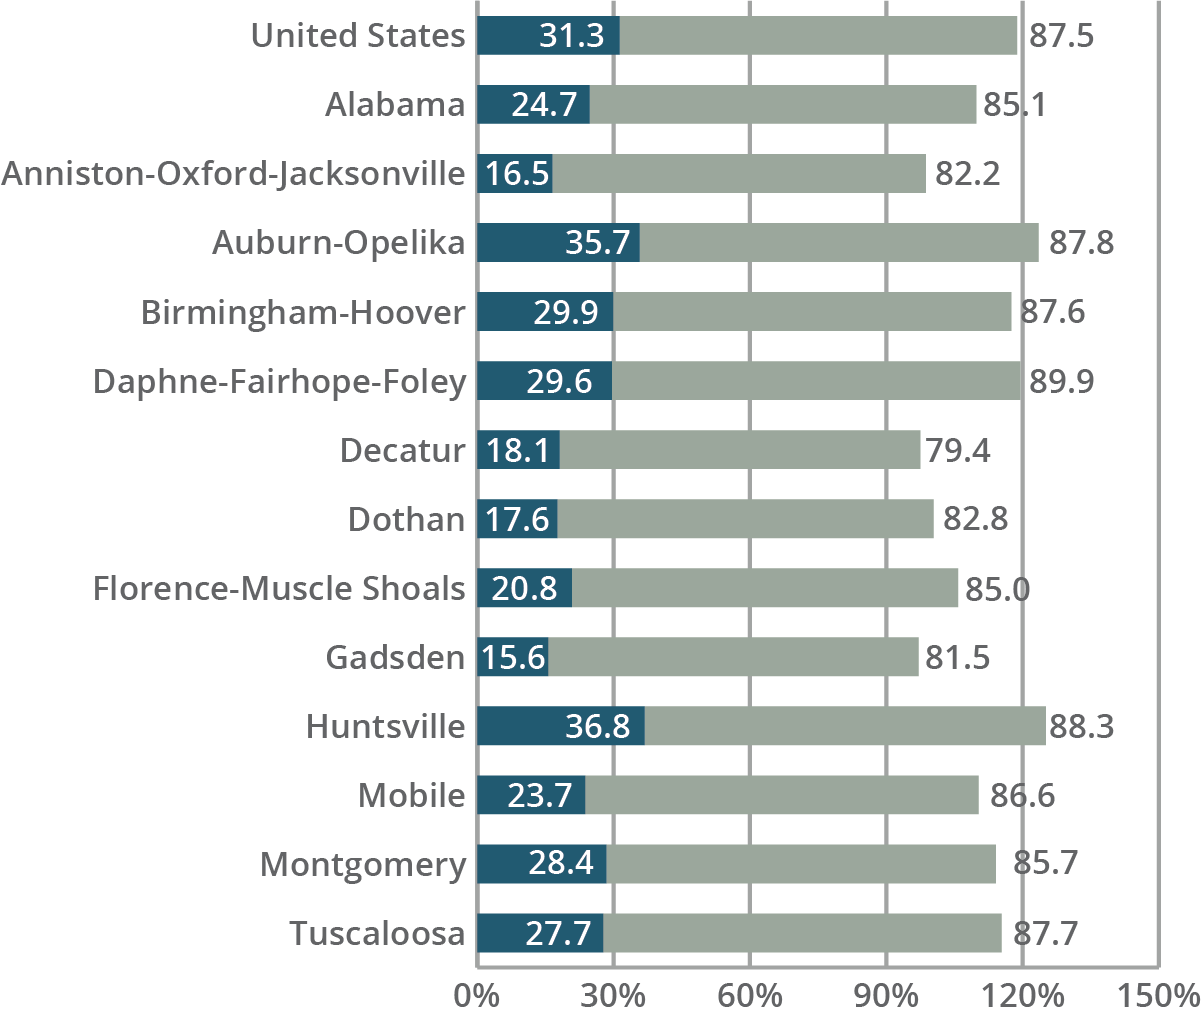 United States 31.3 87.5
Alabama 24.7 85.1
Anniston-Oxford-Jacksonville 16.5 82.2
Auburn-Opelika 35.7 87.8
Birmingham-Hoover 29.9 87.6
Daphne-Fairhope-Foley 29.6 89.9
Decatur 18.1 79.4
Dothan 17.6 82.8
Florence-Muscle Shoals 20.8 85.0
Gadsden 15.6 81.5
Huntsville 36.8 88.3
Mobile 23.7 86.6
Montgomery 28.4 85.7
Tuscaloosa 27.7 87.7
0% 30% 60% 90% 120% 150%